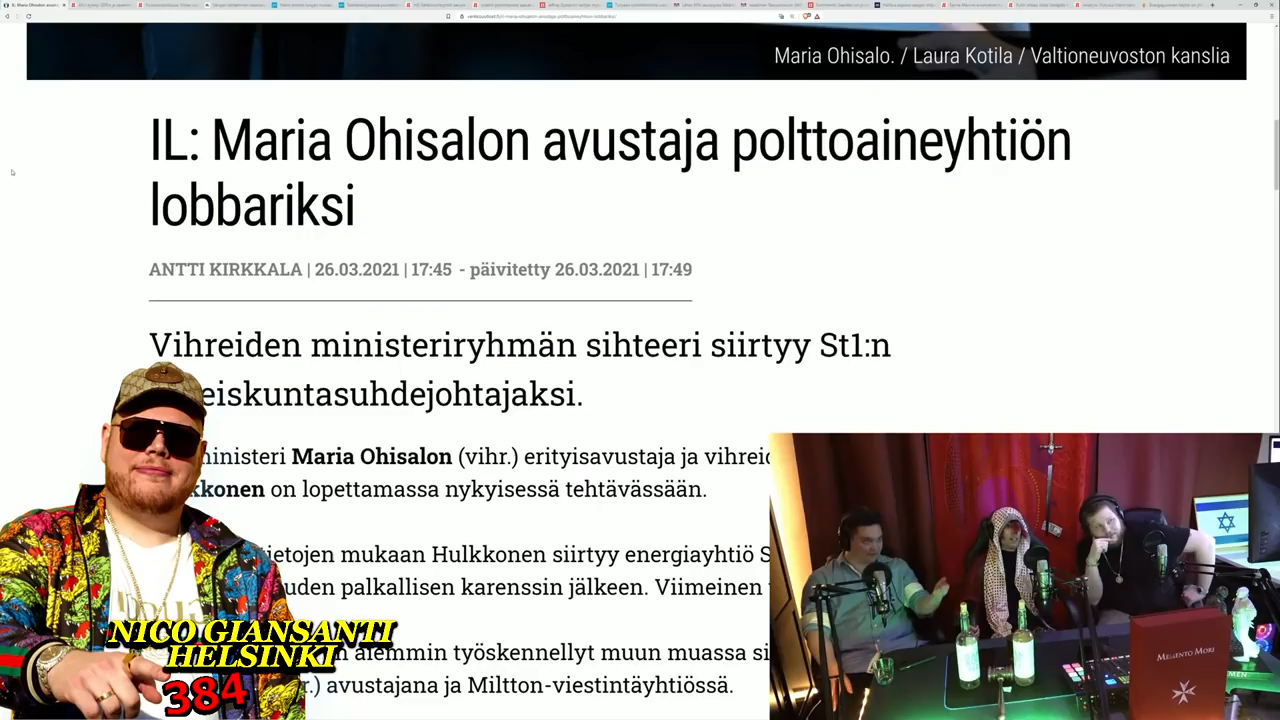 Maria Ohisalo. / Laura Kotila / Valtioneuvoston kanslia
IL: Maria Ohisalon avustaja polttoaineyhtiön
lobbariksi
ANTTI KIRKKALA | 26.03.2021 | 17:45 - päivitetty 26.03.2021 | 17:49
Vihreiden ministeriryhmän sihteeri siirtyy St1:n
eiskuntasuhdejohtajaksi.
ministeri Maria Ohisalon (vihr.) erityisavustaja ja vihreid
kkonen on lopettamassa nykyisessä tehtävässään.
ietojen mukaan Hulkkonen siirtyy energiayhtiö S
uden palkallisen karenssin jälkeen. Viimeinen
n aiemmin työskennellyt muun muassa si
r.) avustajana ja Miltton-viestintäyhtiössä.
NICO GIANSANTI
HELSINKI
384
MEMENTO MORI
MEN